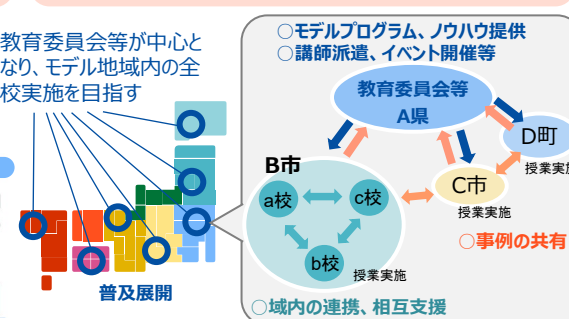 教育委員会等が中心と
なり、モデル地域内の全
校実施を目指す
普及展開
○モデルプログラム、ノウハウ提供
○講師派遣、イベント開催等
教育委員会等
A県
D町
授業実施
B市
a校
c校
b校
授業実施
C市
授業実施
○事例の共有
○域内の連携、相互支援